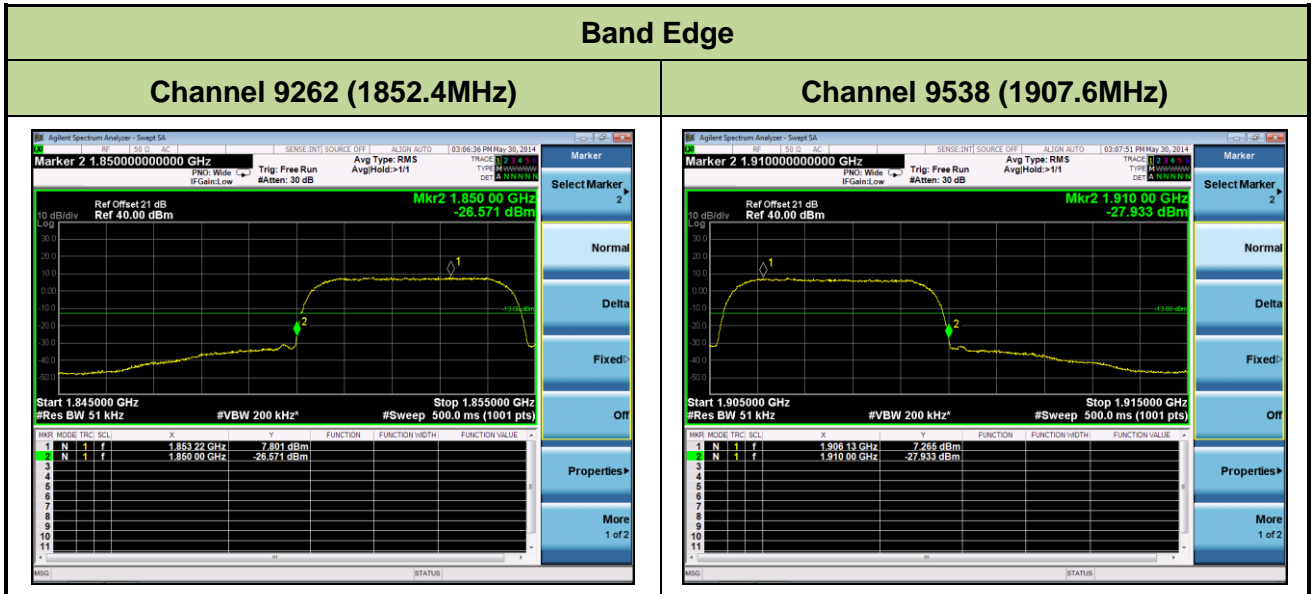 Band Edge
Channel 9262 (1852.4MHz)
Agilent Spectrum Analyzer - Swept SA
RF 50 Ω AC SENSE:INT SOURCE OFF ALIGN AUTO 03:06:36 PM May 30, 2014
Marker 2 1.850000000000 GHz
PNO: Wide
IFGain:Low
Trig: Free Run
#Atten: 30 dB
Avg Type: RMS
Avg|Hold:>1/1
TRACE 1 2 3 4 5 6
TYPE M W W W W W
DET A N N N N N
Mkr2 1.850 00 GHz
-26.571 dBm
Ref Offset 21 dB
10 dB/div Ref 40.00 dBm
Log
30.0
20.0
10.0
0.00
-10.0
-20.0
-30.0
-40.0
-50.0
1
2
-13.00 dBm
Start 1.845000 GHz Stop 1.855000 GHz
#Res BW 51 kHz #VBW 200 kHz* #Sweep 500.0 ms (1001 pts)
MKR MODE TRC SCL X Y FUNCTION FUNCTION WIDTH FUNCTION VALUE
1 N 1 f 1.853 22 GHz 7.801 dBm
2 N 1 f 1.850 00 GHz -26.571 dBm
3
4
5
6
7
8
9
10
11
MSG STATUS
Marker
Select Marker
2
Normal
Delta
Fixed
Off
Properties
More
1 of 2
Channel 9538 (1907.6MHz)
Agilent Spectrum Analyzer - Swept SA
RF 50 Ω AC SENSE:INT SOURCE OFF ALIGN AUTO 03:07:51 PM May 30, 2014
Marker 2 1.910000000000 GHz
PNO: Wide
IFGain:Low
Trig: Free Run
#Atten: 30 dB
Avg Type: RMS
Avg|Hold:>1/1
TRACE 1 2 3 4 5 6
TYPE M W W W W W
DET A N N N N N
Mkr2 1.910 00 GHz
-27.933 dBm
Ref Offset 21 dB
10 dB/div Ref 40.00 dBm
Log
30.0
20.0
10.0
0.00
-10.0
-20.0
-30.0
-40.0
-50.0
1
2
-13.00 dBm
Start 1.905000 GHz Stop 1.915000 GHz
#Res BW 51 kHz #VBW 200 kHz* #Sweep 500.0 ms (1001 pts)
MKR MODE TRC SCL X Y FUNCTION FUNCTION WIDTH FUNCTION VALUE
1 N 1 f 1.906 13 GHz 7.265 dBm
2 N 1 f 1.910 00 GHz -27.933 dBm
3
4
5
6
7
8
9
10
11
MSG STATUS
Marker
Select Marker
2
Normal
Delta
Fixed
Off
Properties
More
1 of 2